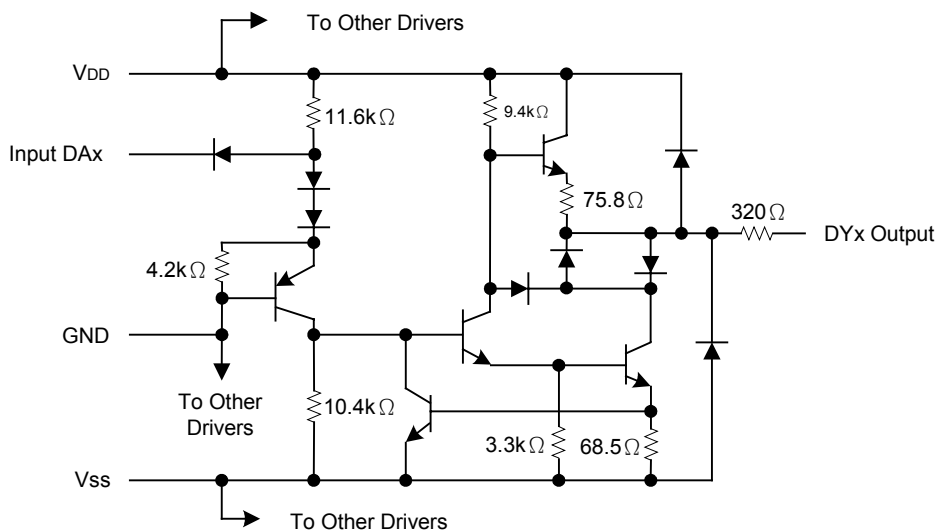 To Other Drivers
VDD
11.6kΩ
9.4kΩ
Input DAx
75.8Ω
320Ω
DYx Output
4.2kΩ
GND
To Other
Drivers
10.4kΩ
3.3kΩ
68.5Ω
Vss
To Other Drivers